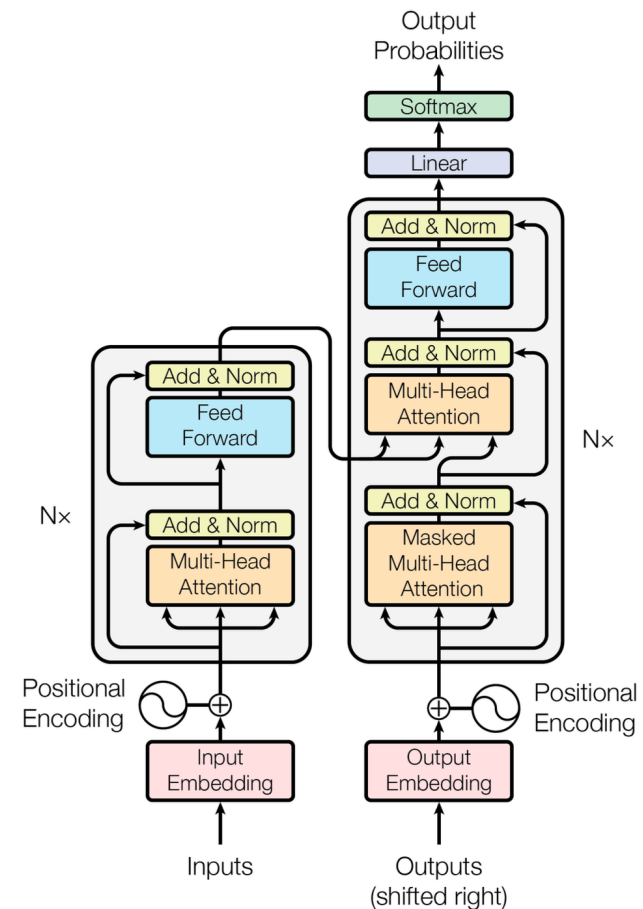 Output
Probabilities
Softmax
Linear
Add & Norm
Feed
Forward
Add & Norm
Multi-Head
Attention
Add & Norm
Masked
Multi-Head
Attention
N×
Add & Norm
Feed
Forward
Add & Norm
Multi-Head
Attention
N×
Positional
Encoding
Positional
Encoding
Input
Embedding
Output
Embedding
Inputs
Outputs
(shifted right)